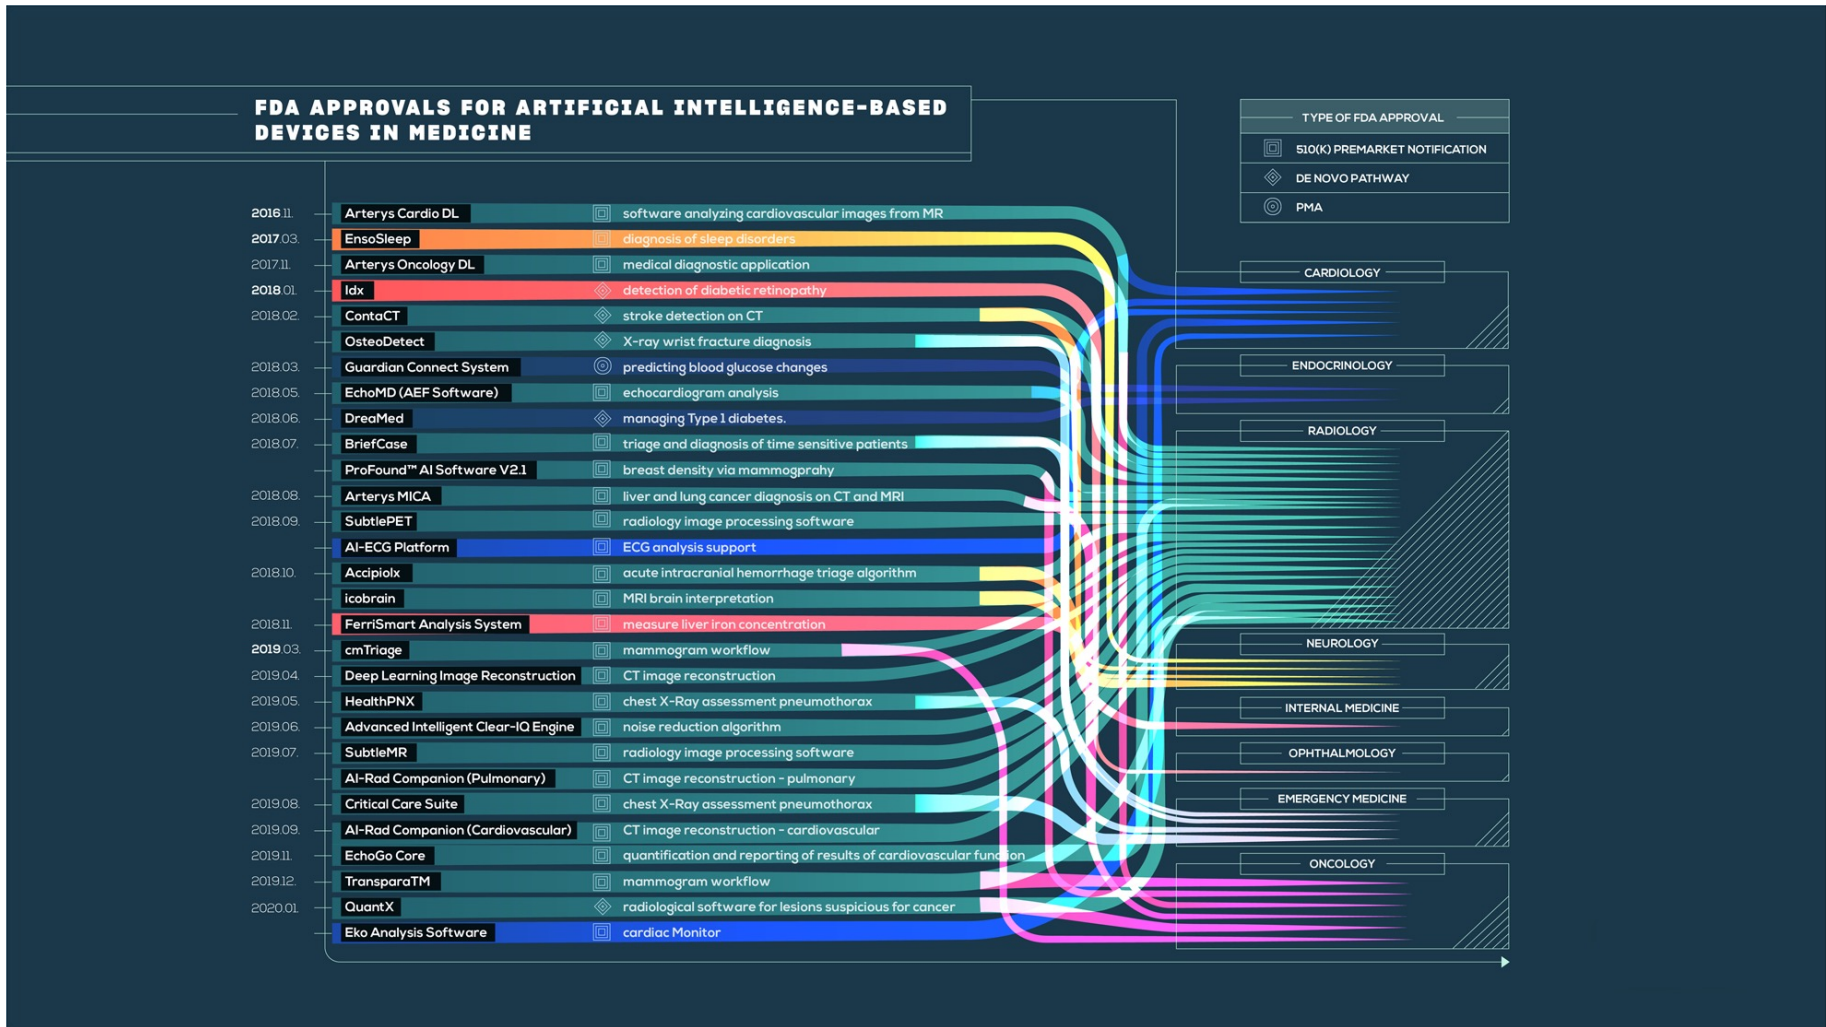 FDA APPROVALS FOR ARTIFICIAL INTELLIGENCE-BASED
DEVICES IN MEDICINE
TYPE OF FDA APPROVAL
510(K) PREMARKET NOTIFICATION
DE NOVO PATHWAY
PMA
2016.11. Arterys Cardio DL software analyzing cardiovascular images from MR
2017.03. EnsoSleep diagnosis of sleep disorders
2017.11. Arterys Oncology DL medical diagnostic application
2018.01. Idx detection of diabetic retinopathy
2018.02. ContaCT stroke detection on CT
OsteoDetect X-ray wrist fracture diagnosis
2018.03. Guardian Connect System predicting blood glucose changes
2018.05. EchoMD (AEF Software) echocardiogram analysis
2018.06. DreaMed managing Type 1 diabetes.
2018.07. BriefCase triage and diagnosis of time sensitive patients
ProFound™ AI Software V2.1 breast density via mammogprahy
2018.08. Arterys MICA liver and lung cancer diagnosis on CT and MRI
2018.09. SubtlePET radiology image processing software
AI-ECG Platform ECG analysis support
2018.10. Accipiolx acute intracranial hemorrhage triage algorithm
icobrain MRI brain interpretation
2018.11. FerriSmart Analysis System measure liver iron concentration
2019.03. cmTriage mammogram workflow
2019.04. Deep Learning Image Reconstruction CT image reconstruction
2019.05. HealthPNX chest X-Ray assessment pneumothorax
2019.06. Advanced Intelligent Clear-IQ Engine noise reduction algorithm
2019.07. SubtleMR radiology image processing software
AI-Rad Companion (Pulmonary) CT image reconstruction - pulmonary
2019.08. Critical Care Suite chest X-Ray assessment pneumothorax
2019.09. AI-Rad Companion (Cardiovascular) CT image reconstruction - cardiovascular
2019.11. EchoGo Core quantification and reporting of results of cardiovascular function
2019.12. TransparaTM mammogram workflow
2020.01. QuantX radiological software for lesions suspicious for cancer
Eko Analysis Software cardiac Monitor
CARDIOLOGY
ENDOCRINOLOGY
RADIOLOGY
NEUROLOGY
INTERNAL MEDICINE
OPHTHALMOLOGY
EMERGENCY MEDICINE
ONCOLOGY